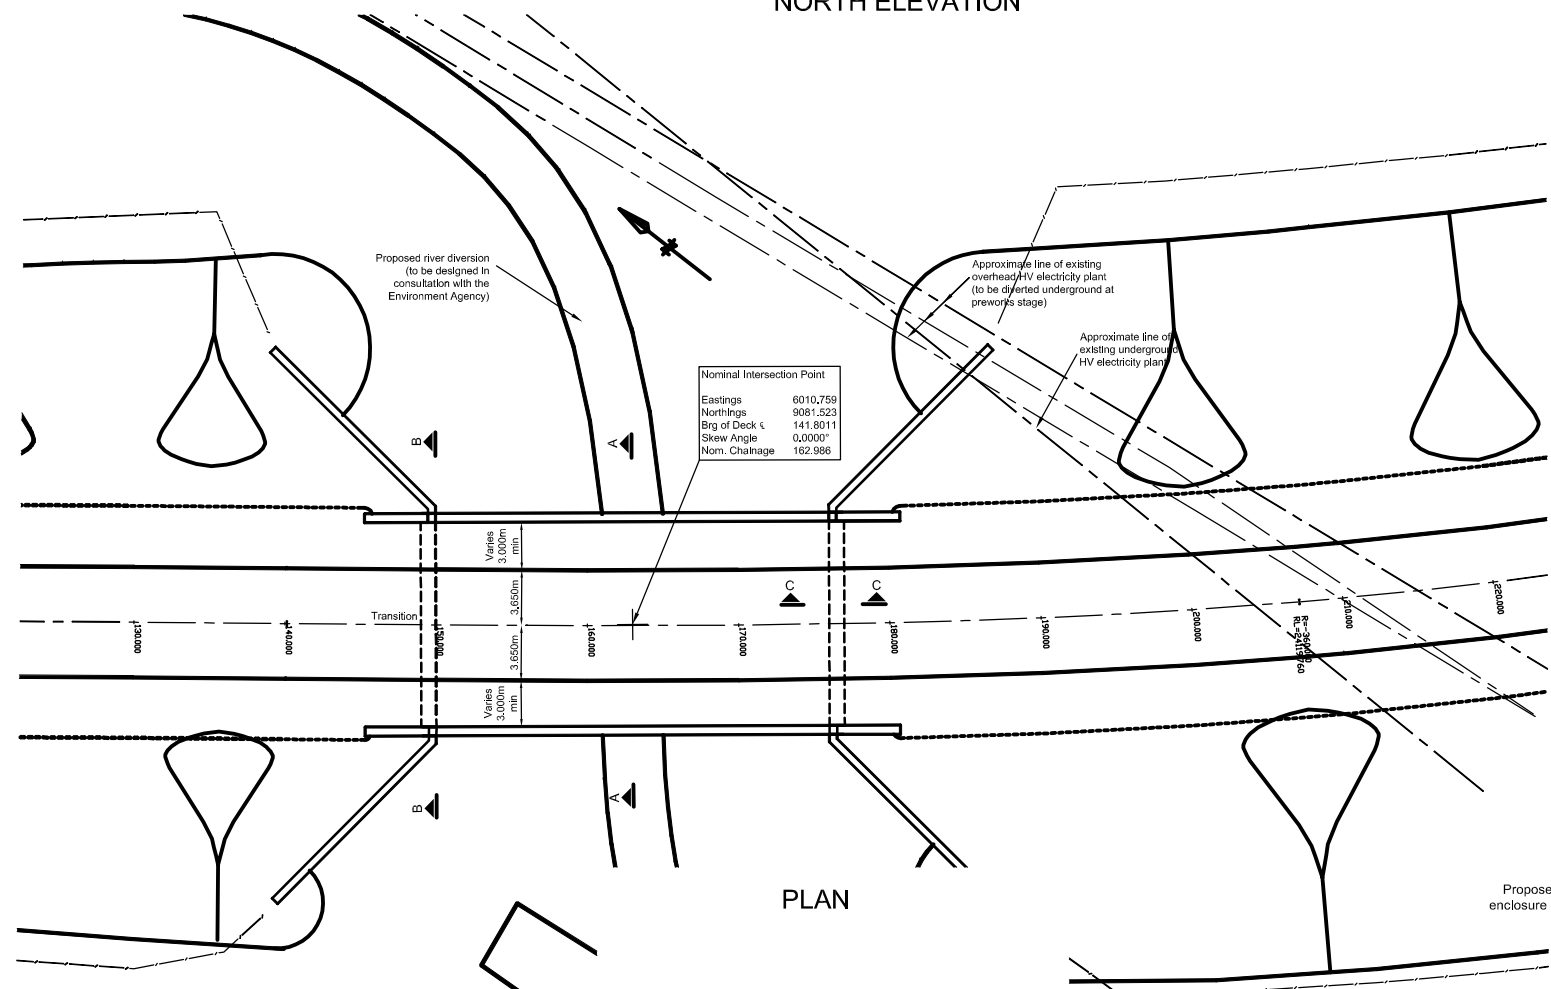 NORTH ELEVATION
Proposed river diversion
(to be designed in
consultation with the
Environment Agency)
Approximate line of existing
overhead HV electricity plant
(to be diverted underground at
preworks stage)
Approximate line of
existing underground
HV electricity plant
Nominal Intersection Point
Eastings 6010.759
Northings 9081.523
Brg of Deck ℄ 141.8011
Skew Angle 0.0000°
Nom. Chainage 162.986
B
A
Varies
3.000m
min
3.650m
C
C
Transition
130.000
140.000
150.000
160.000
170.000
180.000
190.000
200.000
210.000
220.000
3.650m
Varies
3.000m
min
B
A
PLAN
Propose
enclosure